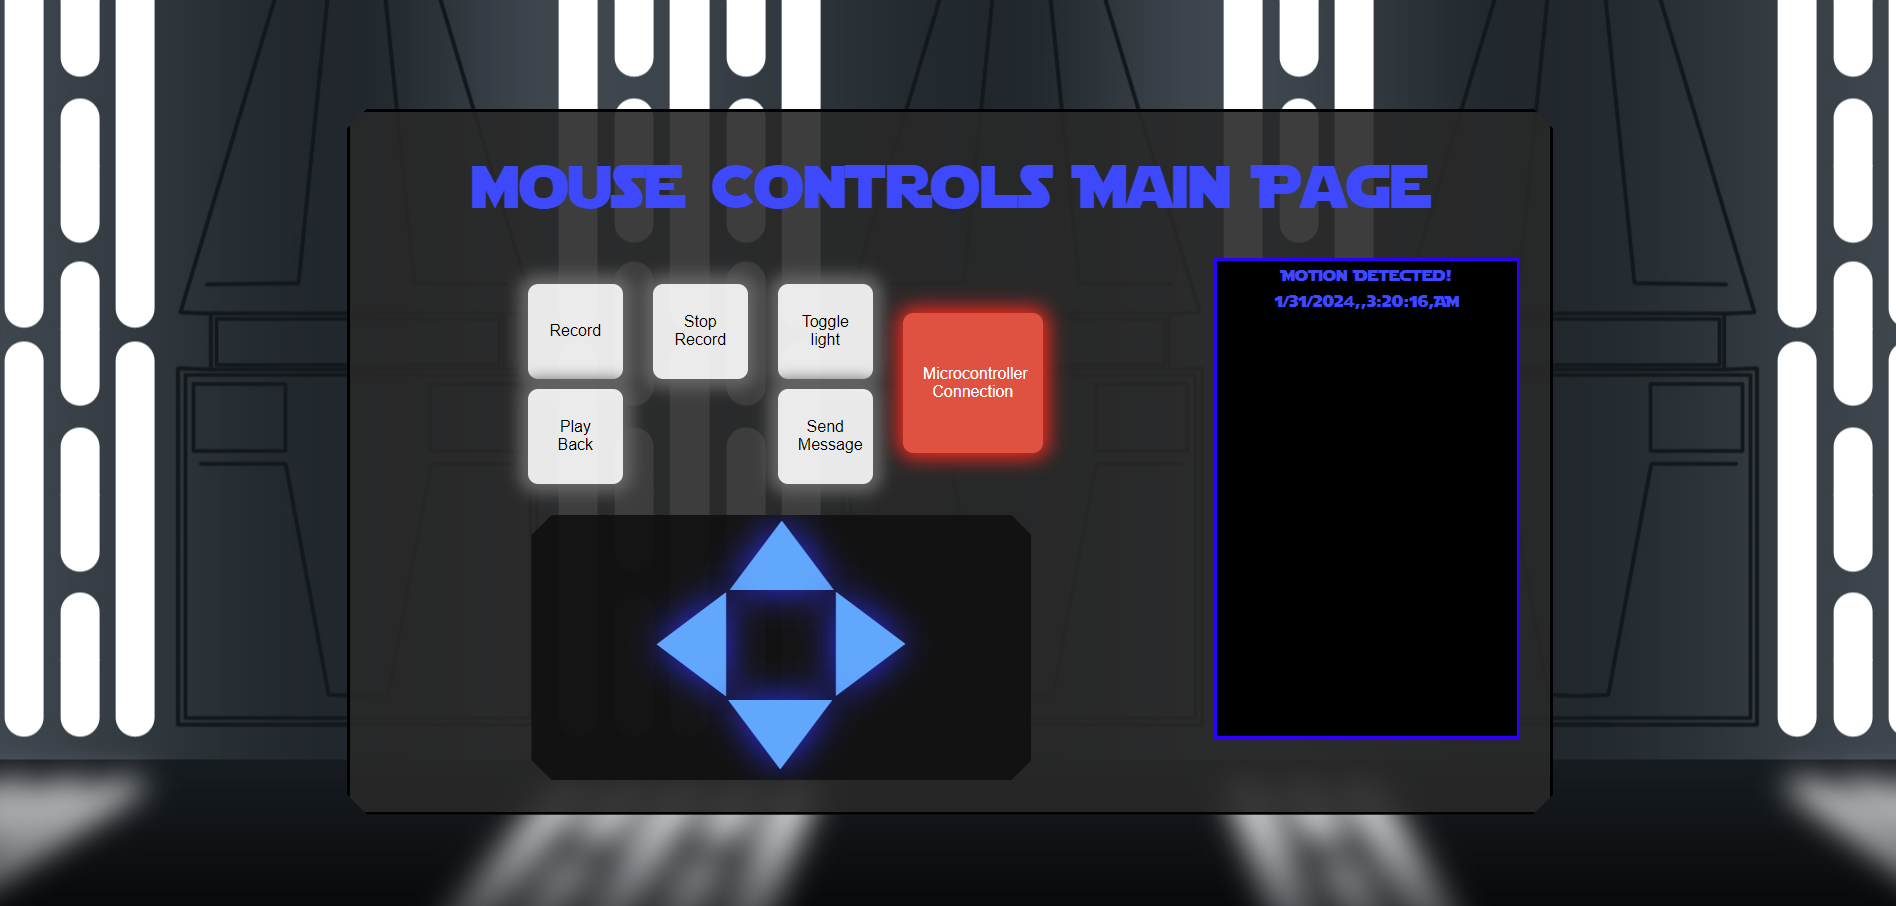 MOUSE CONTROLS MAIN PAGE
Record
Stop
Record
Toggle
light
Microcontroller
Connection
Play
Back
Send
Message
MOTION DETECTED!
1/31/2024,,3:20:16,AM